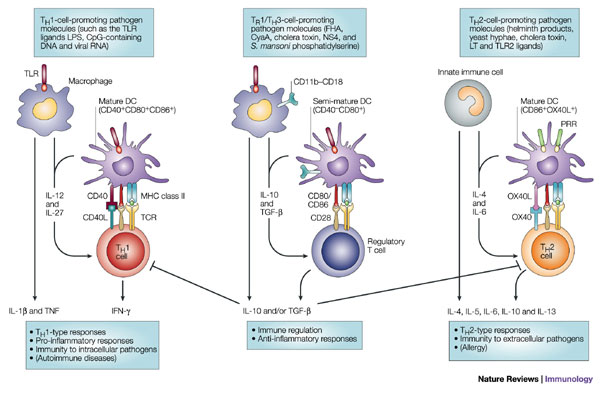 TH1-cell-promoting pathogen
molecules (such as the TLR
ligands LPS, CpG-containing
DNA and viral RNA)
TLR
Macrophage
Mature DC
(CD40+CD80+CD86+)
IL-12
and
IL-27
CD40
MHC class II
CD40L
TCR
TH1
cell
IL-1β and TNF
IFN-γ
• TH1-type responses
• Pro-inflammatory responses
• Immunity to intracellular pathogens
• (Autoimmune diseases)
TR1/TH3-cell-promoting
pathogen molecules (FHA,
CyaA, cholera toxin, NS4, and
S. mansoni phosphatidylserine)
CD11b–CD18
Semi-mature DC
(CD40–CD80+)
IL-10
and
TGF-β
CD80/
CD86
CD28
Regulatory
T cell
IL-10 and/or TGF-β
• Immune regulation
• Anti-inflammatory responses
TH2-cell-promoting pathogen
molecules (helminth products,
yeast hyphae, cholera toxin,
LT and TLR2 ligands)
Innate immune cell
Mature DC
(CD86+OX40L+)
PRR
IL-4
and
IL-6
OX40L
OX40
TH2
cell
IL-4, IL-5, IL-6, IL-10 and IL-13
• TH2-type responses
• Immunity to extracellular pathogens
• (Allergy)
Nature Reviews | Immunology